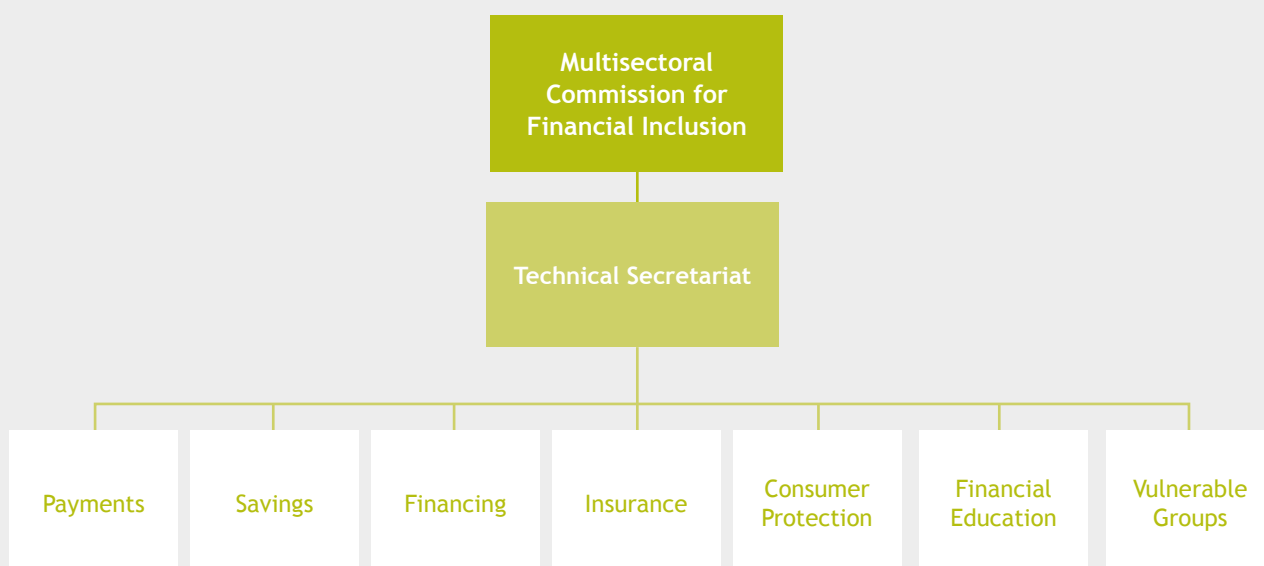 Multisectoral
Commission for
Financial Inclusion
Technical Secretariat
Payments
Savings
Financing
Insurance
Consumer
Protection
Financial
Education
Vulnerable
Groups